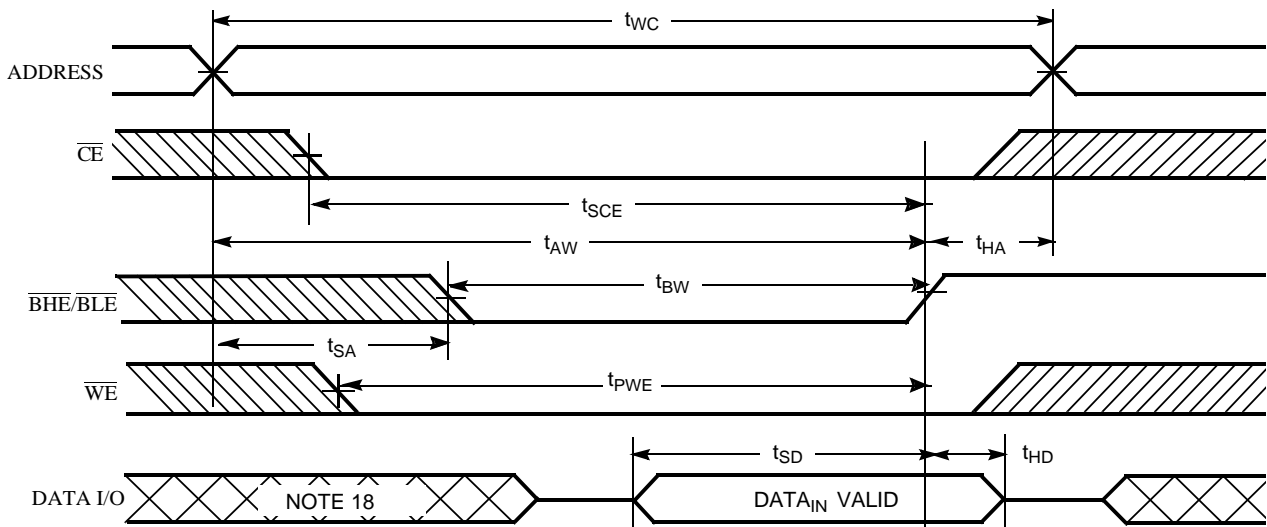 tWC
ADDRESS
CE
tSCE
tAW
tHA
BHE/BLE
tBW
tSA
WE
tPWE
tSD
tHD
DATA I/O
NOTE 18
DATAIN VALID